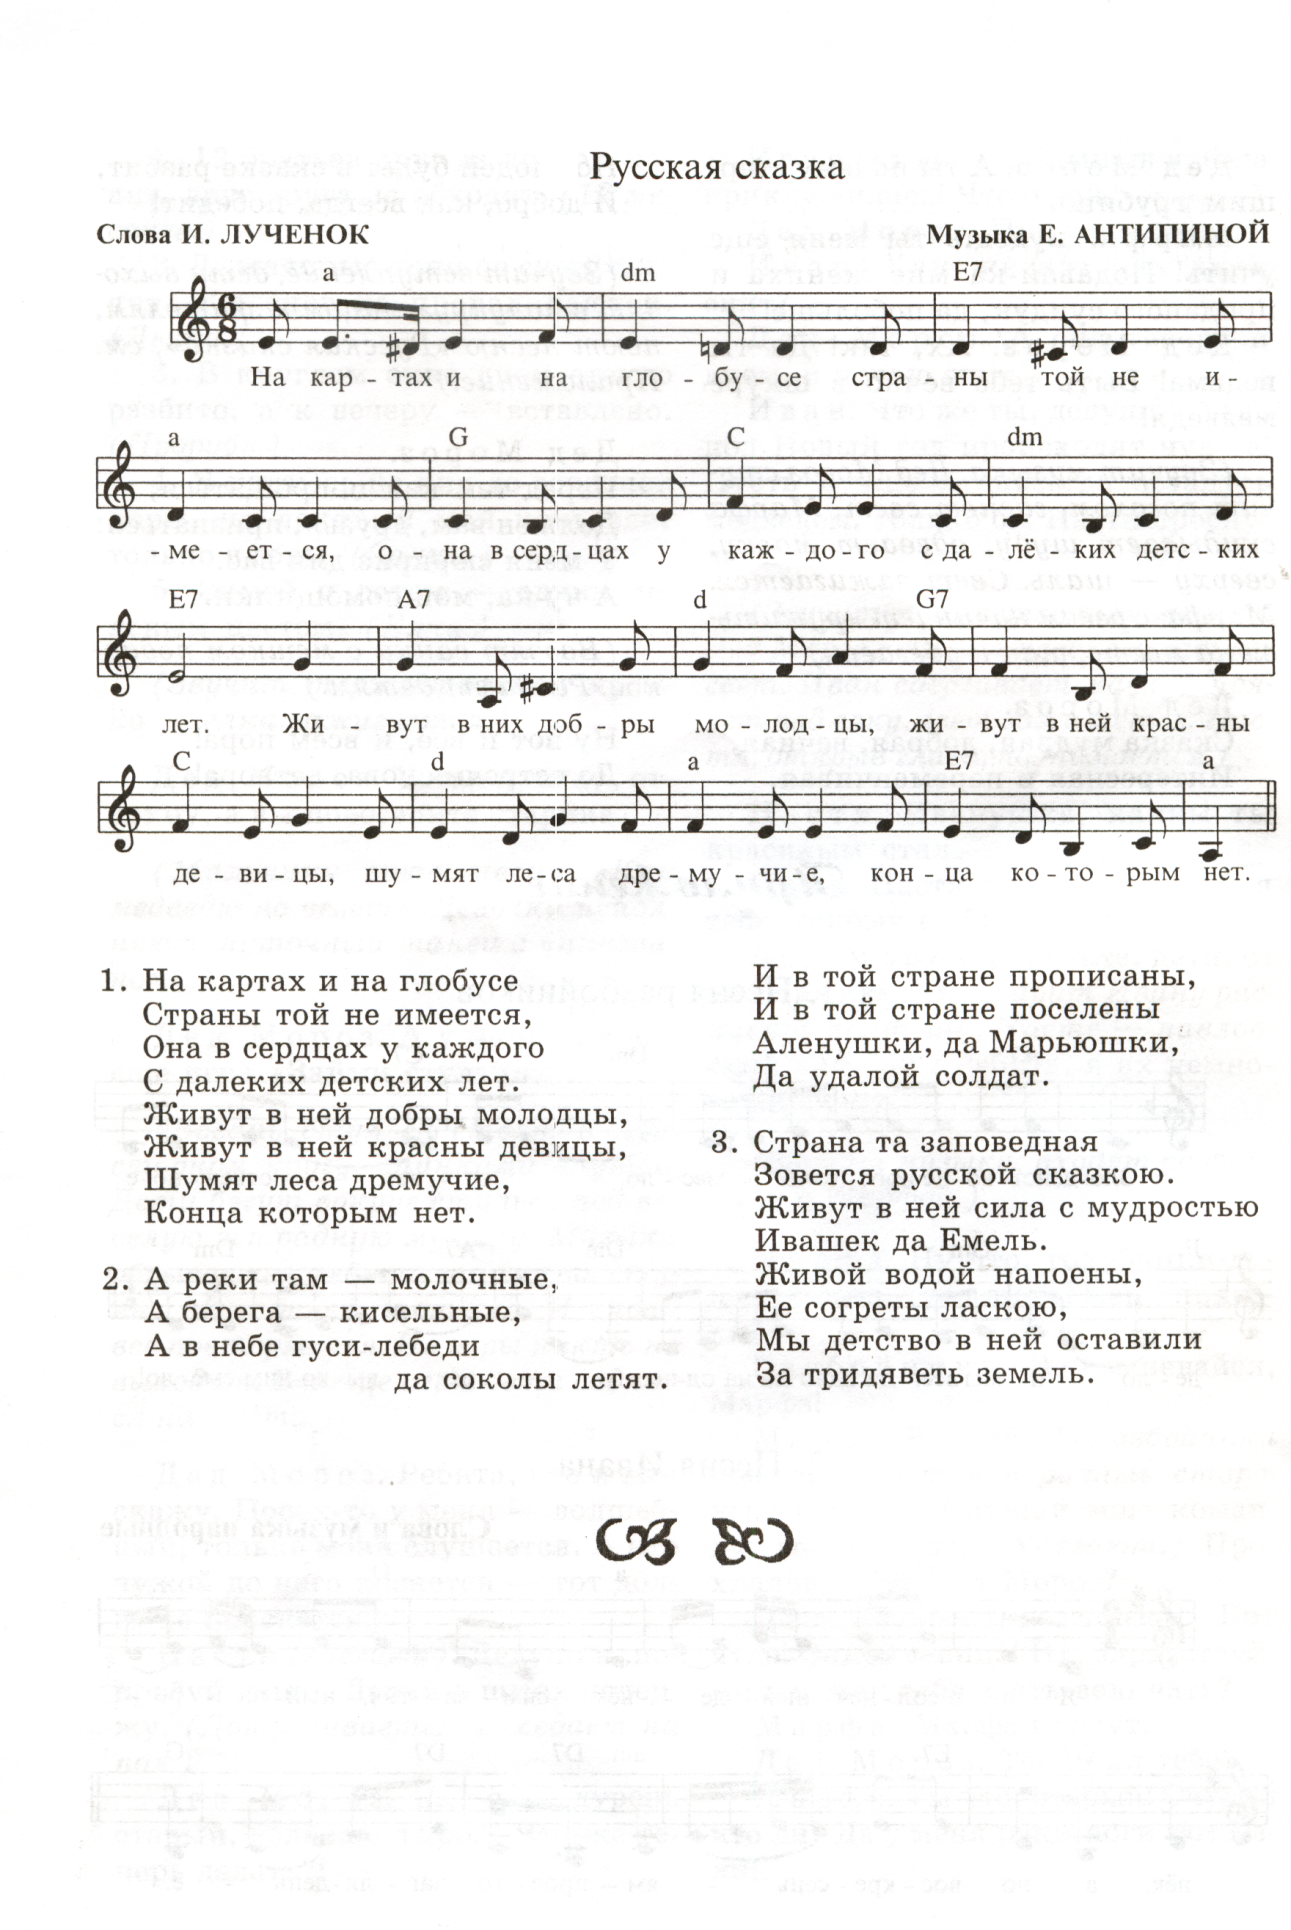 Русская сказка
Слова И. ЛУЧЕНОК
Музыка Е. АНТИПИНОЙ
a dm E7
6
8
На кар - тах и на гло - бу - се стра - ны той не и -
a G C dm
ме - ет - ся, о - на в серд - цах у каж - до - го с да - лё - ких детс - ких
E7 A7 d G7
лет. Жи - вут в них доб - ры мо - лод - цы, жи - вут в ней крас - ны
C d a E7 a
де - ви - цы, шу - мят ле - са дре - му - чи - е, кон - ца ко - то - рым нет.
1. На картах и на глобусе
Страны той не имеется,
Она в сердцах у каждого
С далеких детских лет.
Живут в ней добры молодцы,
Живут в ней красны девицы,
Шумят леса дремучие,
Конца которым нет.
2. А реки там — молочные,
А берега — кисельные,
А в небе гуси-лебеди
да соколы летят.
И в той стране прописаны,
И в той стране поселены
Аленушки, да Марьюшки,
Да удалой солдат.
3. Страна та заповедная
Зовется русской сказкою.
Живут в ней сила с мудростью
Ивашек да Емель.
Живой водой напоены,
Ее согреты ласкою,
Мы детство в ней оставили
За тридяветь земель.